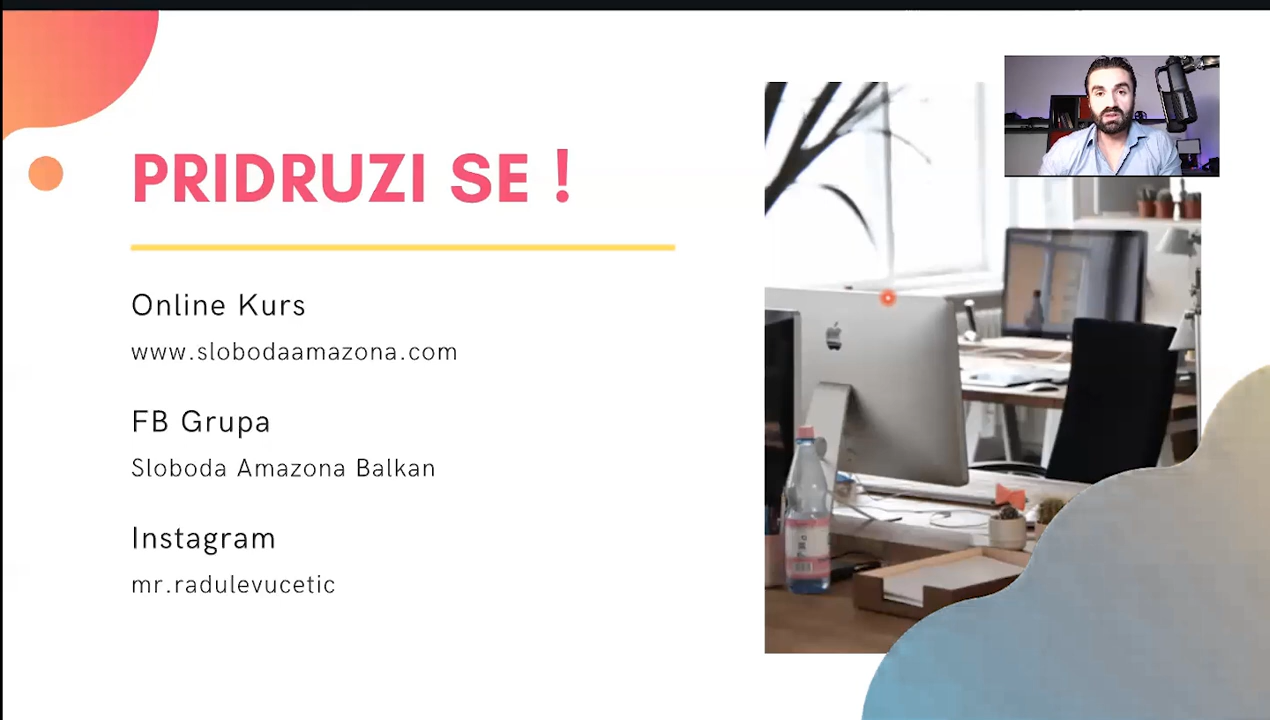 PRIDRUZI SE !
Online Kurs
www.slobodaamazona.com
FB Grupa
Sloboda Amazona Balkan
Instagram
mr.radulevucetic